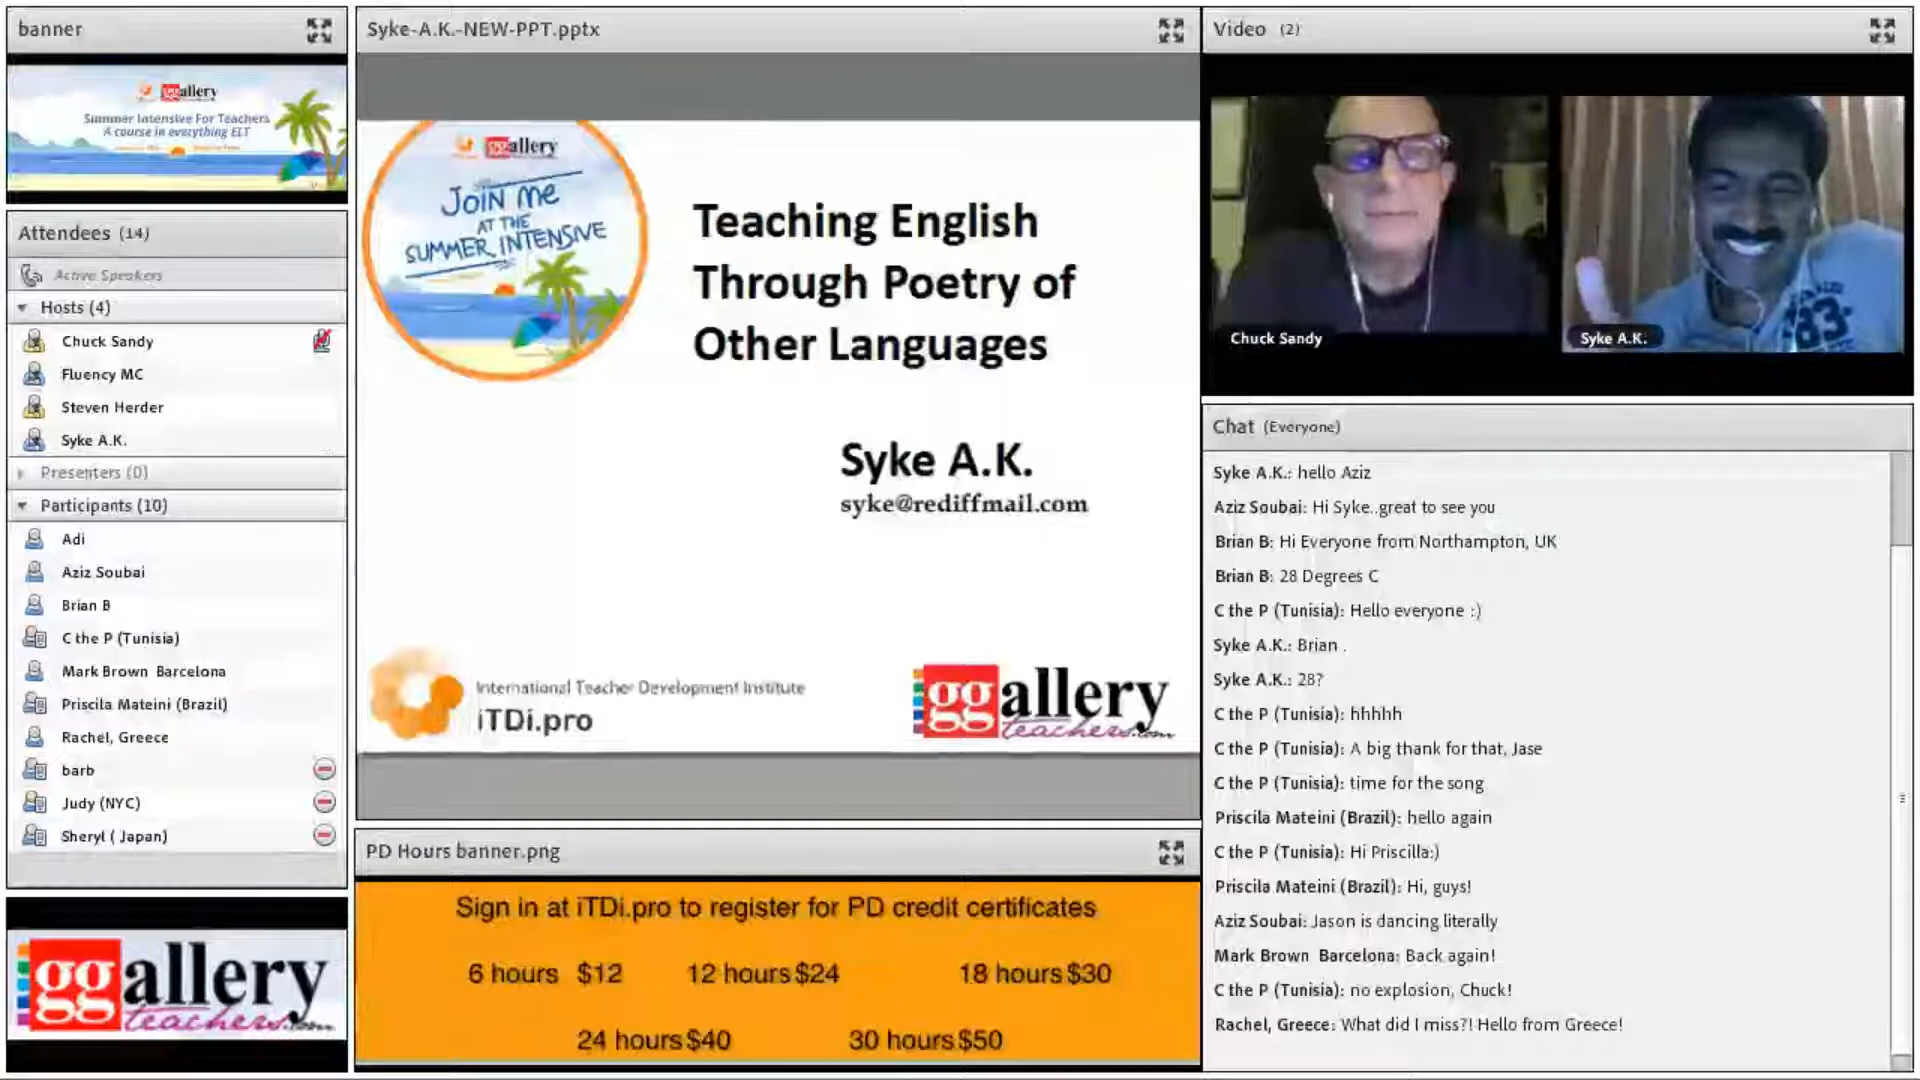 banner
ggallery
Summer Intensive For Teachers
A course in everything ELT
Attendees (14)
Active Speakers
Hosts (4)
Chuck Sandy
Fluency MC
Steven Herder
Syke A.K.
Presenters (0)
Participants (10)
Adi
Aziz Soubai
Brian B
C the P (Tunisia)
Mark Brown Barcelona
Priscila Mateini (Brazil)
Rachel, Greece
barb
Judy (NYC)
Sheryl ( Japan)
ggallery
teachers.com
Syke-A.K.-NEW-PPT.pptx
ggallery
JOIN ME
AT THE
SUMMER INTENSIVE
Teaching English
Through Poetry of
Other Languages
Syke A.K.
syke@rediffmail.com
International Teacher Development Institute
iTDi.pro
ggallery
teachers.com
PD Hours banner.png
Sign in at iTDi.pro to register for PD credit certificates
6 hours $12 12 hours $24 18 hours $30
24 hours $40 30 hours $50
Video (2)
83
Chuck Sandy
Syke A.K.
Chat (Everyone)
Syke A.K.: hello Aziz
Aziz Soubai: Hi Syke..great to see you
Brian B: Hi Everyone from Northampton, UK
Brian B: 28 Degrees C
C the P (Tunisia): Hello everyone :)
Syke A.K.: Brian .
Syke A.K.: 28?
C the P (Tunisia): hhhhh
C the P (Tunisia): A big thank for that, Jase
C the P (Tunisia): time for the song
Priscila Mateini (Brazil): hello again
C the P (Tunisia): Hi Priscilla:)
Priscila Mateini (Brazil): Hi, guys!
Aziz Soubai: Jason is dancing literally
Mark Brown Barcelona: Back again!
C the P (Tunisia): no explosion, Chuck!
Rachel, Greece: What did I miss?! Hello from Greece!